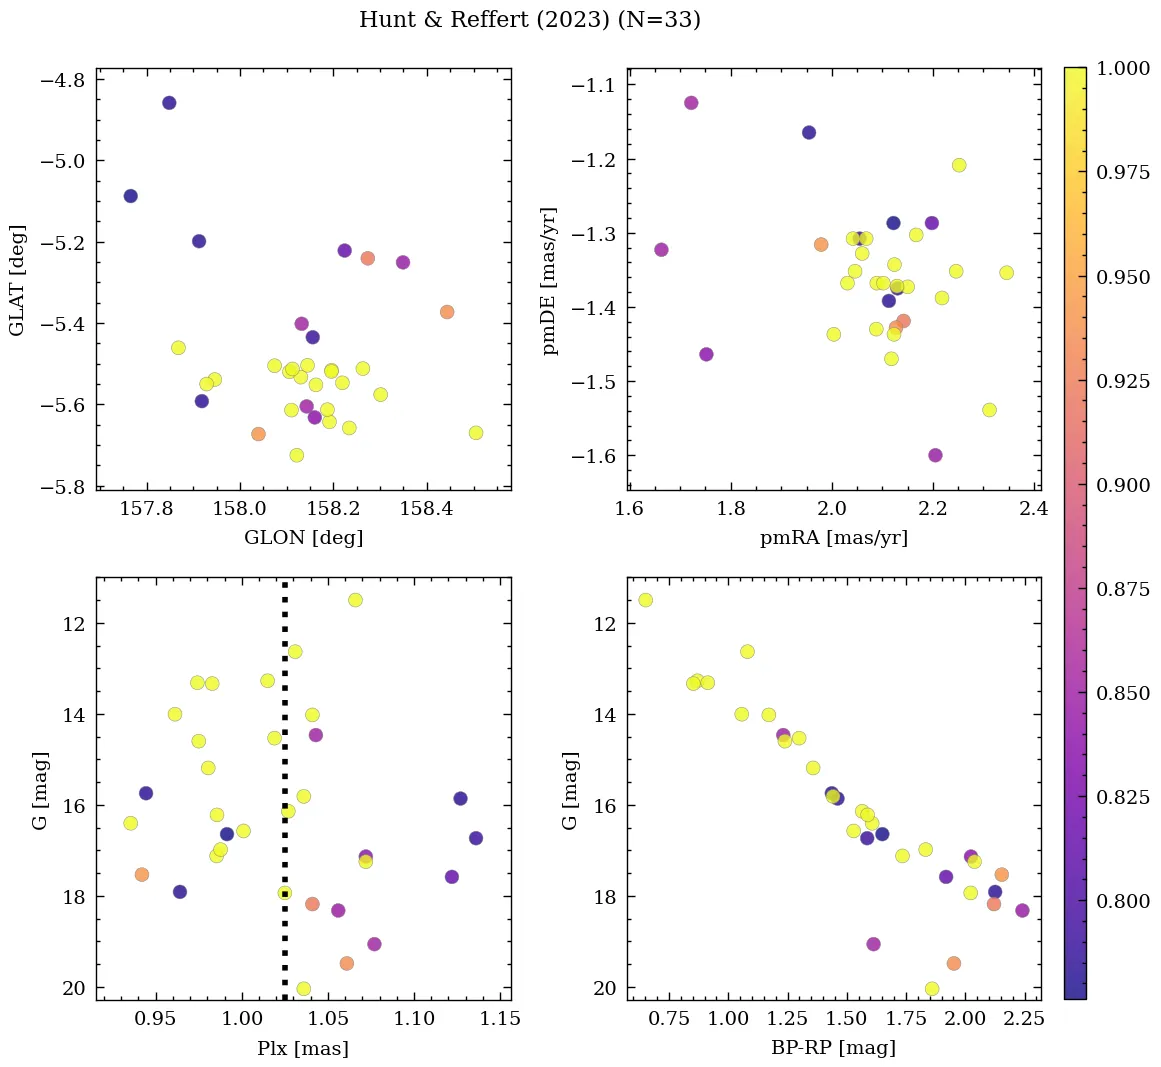 Hunt & Reffert (2023) (N=33)
−4.8
−5.0
−5.2
−5.4
−5.6
−5.8
GLAT [deg]
157.8 158.0 158.2 158.4
GLON [deg]
−1.1
−1.2
−1.3
−1.4
−1.5
−1.6
pmDE [mas/yr]
1.6 1.8 2.0 2.2 2.4
pmRA [mas/yr]
12
14
16
18
20
G [mag]
0.95 1.00 1.05 1.10 1.15
Plx [mas]
12
14
16
18
20
G [mag]
0.75 1.00 1.25 1.50 1.75 2.00 2.25
BP-RP [mag]
1.000
0.975
0.950
0.925
0.900
0.875
0.850
0.825
0.800